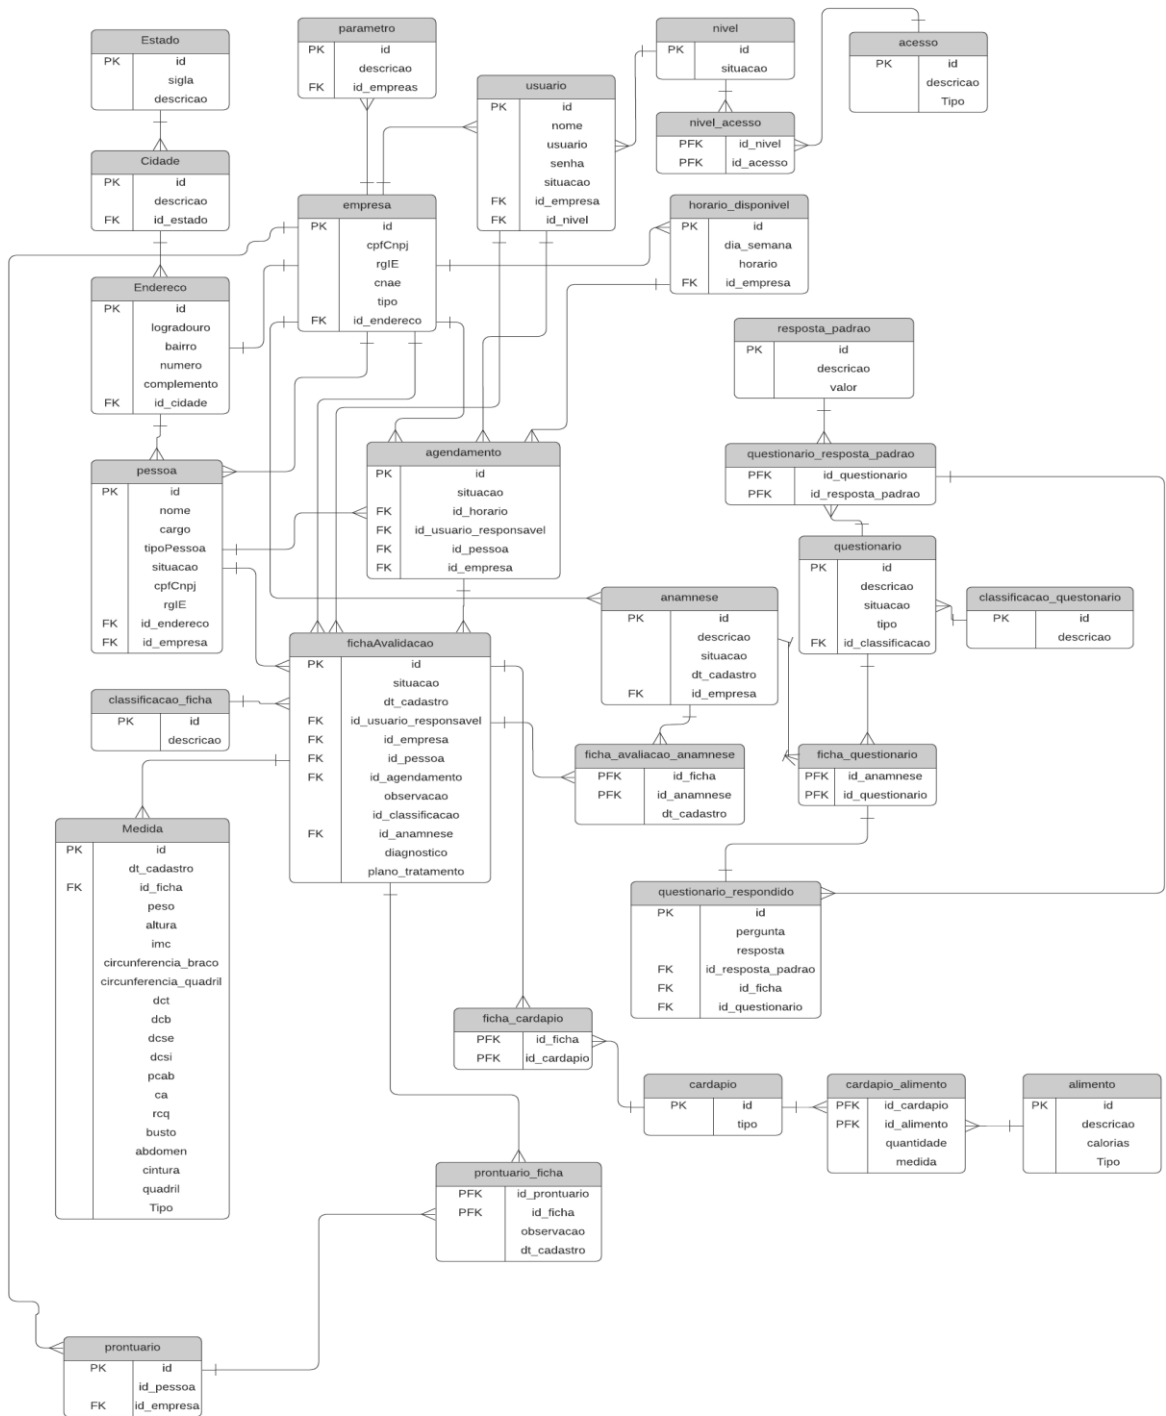 Estado
PK id
sigla
descricao
parametro
PK id
descricao
FK id_empreas
nivel
PK id
situacao
acesso
PK id
descricao
Tipo
usuario
PK id
nome
usuario
senha
situacao
FK id_empresa
FK id_nivel
nivel_acesso
PFK id_nivel
PFK id_acesso
Cidade
PK id
descricao
FK id_estado
empresa
PK id
cpfCnpj
rgIE
cnae
tipo
FK id_endereco
horario_disponivel
PK id
dia_semana
horario
FK id_empresa
Endereco
PK id
logradouro
bairro
numero
complemento
FK id_cidade
resposta_padrao
PK id
descricao
valor
agendamento
PK id
situacao
FK id_horario
FK id_usuario_responsavel
FK id_pessoa
FK id_empresa
questionario_resposta_padrao
PFK id_questionario
PFK id_resposta_padrao
pessoa
PK id
nome
cargo
tipoPessoa
situacao
cpfCnpj
rgIE
FK id_endereco
FK id_empresa
questionario
PK id
descricao
situacao
tipo
FK id_classificacao
classificacao_questonario
PK id
descricao
anamnese
PK id
descricao
situacao
dt_cadastro
FK id_empresa
fichaAvalidacao
PK id
situacao
dt_cadastro
FK id_usuario_responsavel
FK id_empresa
FK id_pessoa
FK id_agendamento
observacao
id_classificacao
FK id_anamnese
diagnostico
plano_tratamento
classificacao_ficha
PK id
descricao
ficha_avaliacao_anamnese
PFK id_ficha
PFK id_anamnese
dt_cadastro
ficha_questionario
PFK id_anamnese
PFK id_questionario
Medida
PK id
dt_cadastro
FK id_ficha
peso
altura
imc
circunferencia_braco
circunferencia_quadril
dct
dcb
dcse
dcsi
pcab
ca
rcq
busto
abdomen
cintura
quadril
Tipo
questionario_respondido
PK id
pergunta
resposta
FK id_resposta_padrao
FK id_ficha
FK id_questionario
ficha_cardapio
PFK id_ficha
PFK id_cardapio
cardapio
PK id
tipo
cardapio_alimento
PFK id_cardapio
PFK id_alimento
quantidade
medida
alimento
PK id
descricao
calorias
Tipo
prontuario_ficha
PFK id_prontuario
PFK id_ficha
observacao
dt_cadastro
prontuario
PK id
id_pessoa
FK id_empresa